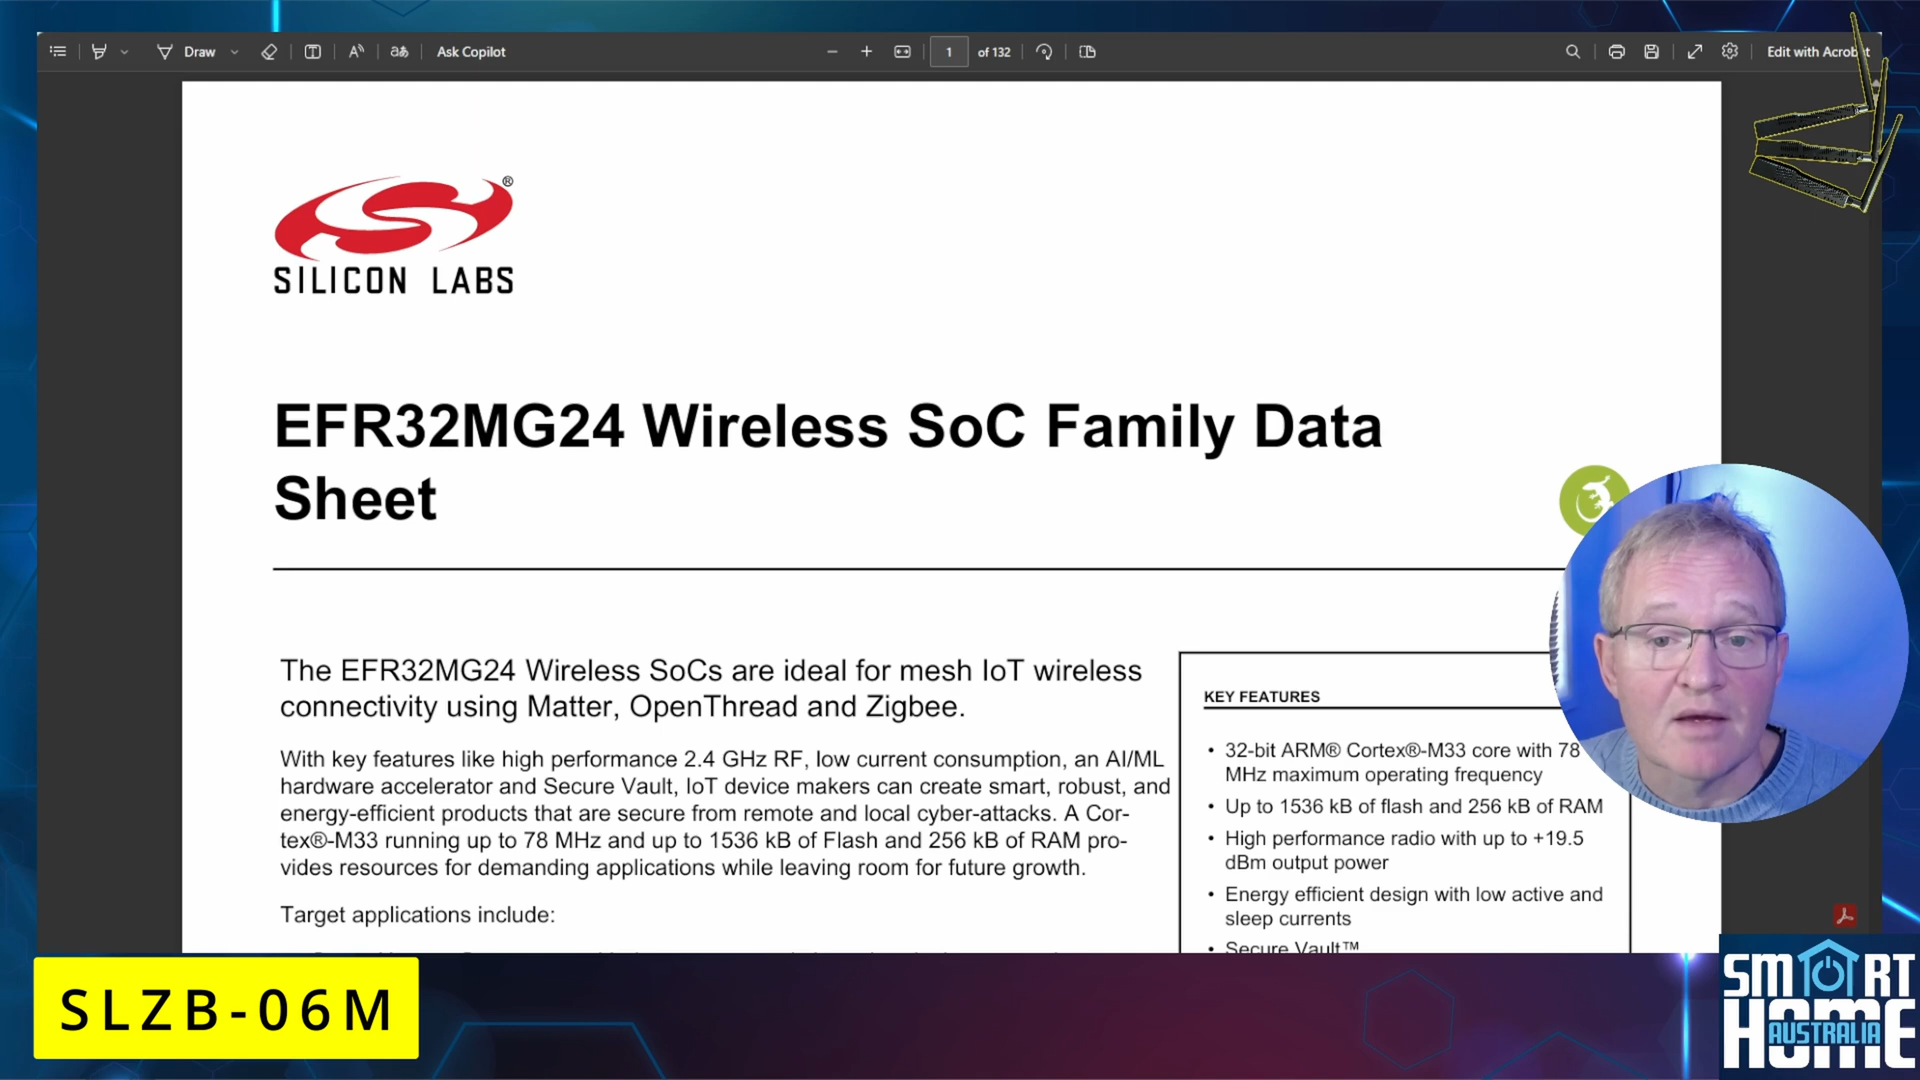 Draw
Ask Copilot
1 of 132
Edit with Acrobat
SILICON LABS®
EFR32MG24 Wireless SoC Family Data
Sheet
The EFR32MG24 Wireless SoCs are ideal for mesh IoT wireless
connectivity using Matter, OpenThread and Zigbee.
With key features like high performance 2.4 GHz RF, low current consumption, an AI/ML
hardware accelerator and Secure Vault, IoT device makers can create smart, robust, and
energy-efficient products that are secure from remote and local cyber-attacks. A Cor-
tex®-M33 running up to 78 MHz and up to 1536 kB of Flash and 256 kB of RAM pro-
vides resources for demanding applications while leaving room for future growth.
Target applications include:
KEY FEATURES
• 32-bit ARM® Cortex®-M33 core with 78
MHz maximum operating frequency
• Up to 1536 kB of flash and 256 kB of RAM
• High performance radio with up to +19.5
dBm output power
• Energy efficient design with low active and
sleep currents
• Secure Vault™
SLZB-06M
SMART
HOME
AUSTRALIA